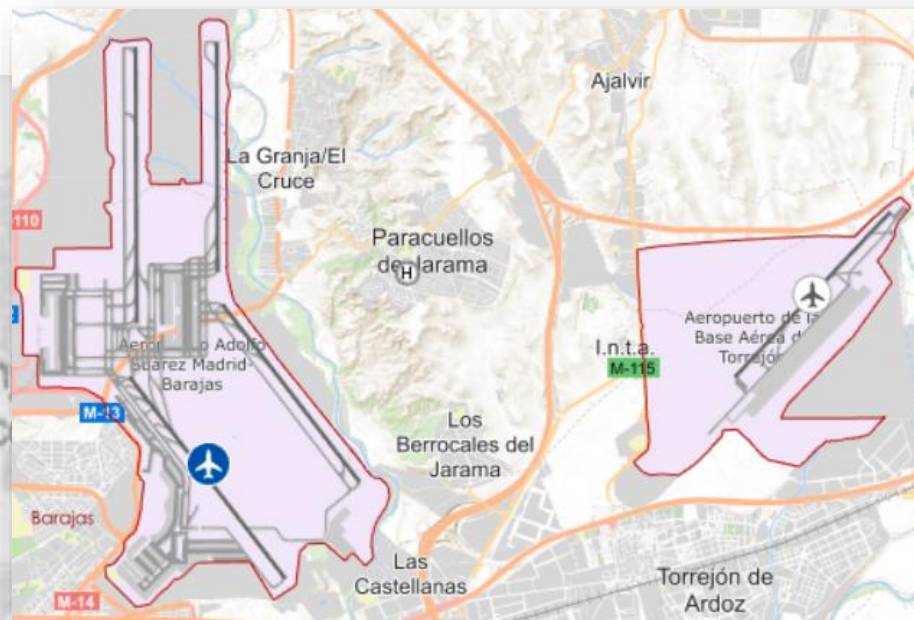 Ajalvir
La Granja/El
Cruce
110
Paracuellos
de Jarama
H
Aeropuerto de la
Base Aérea de
Torrejón
I.n.t.a.
M-115
Adolfo
Suárez Madrid-
Barajas
M-13
Los
Berrocales del
Jarama
Barajas
Las
Castellanas
Torrejón de
Ardoz
M-14